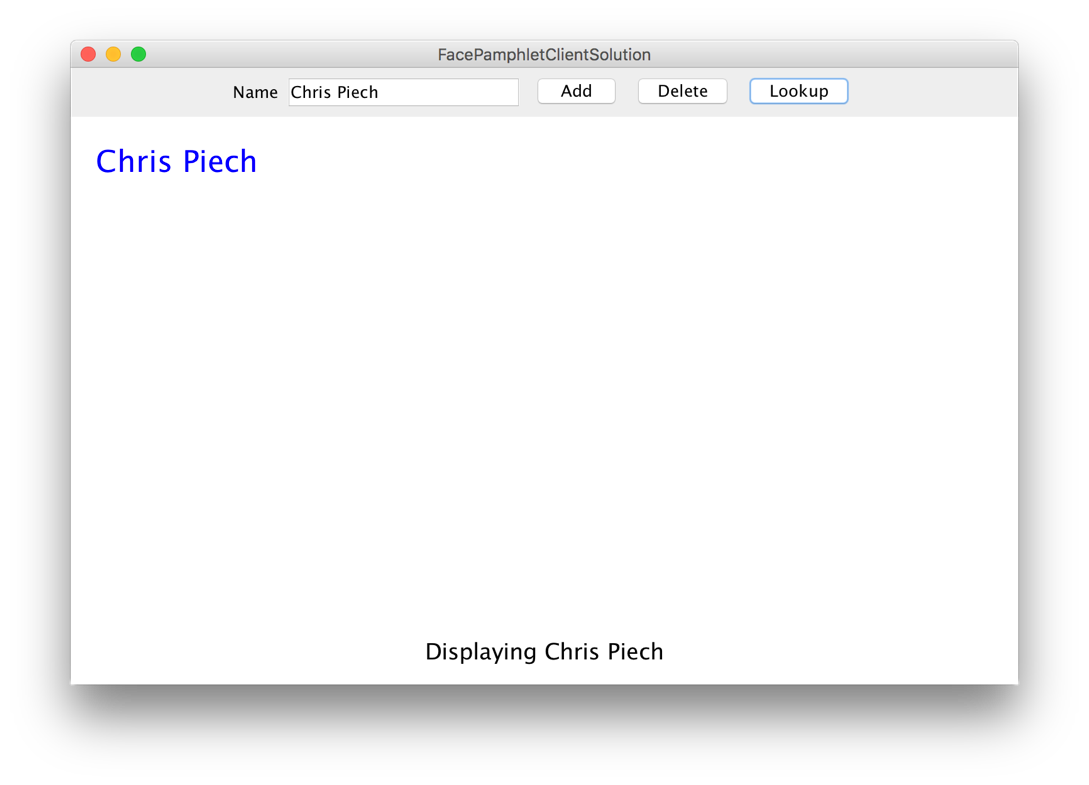 FacePamphletClientSolution
Name Chris Piech Add Delete Lookup
Chris Piech
Displaying Chris Piech